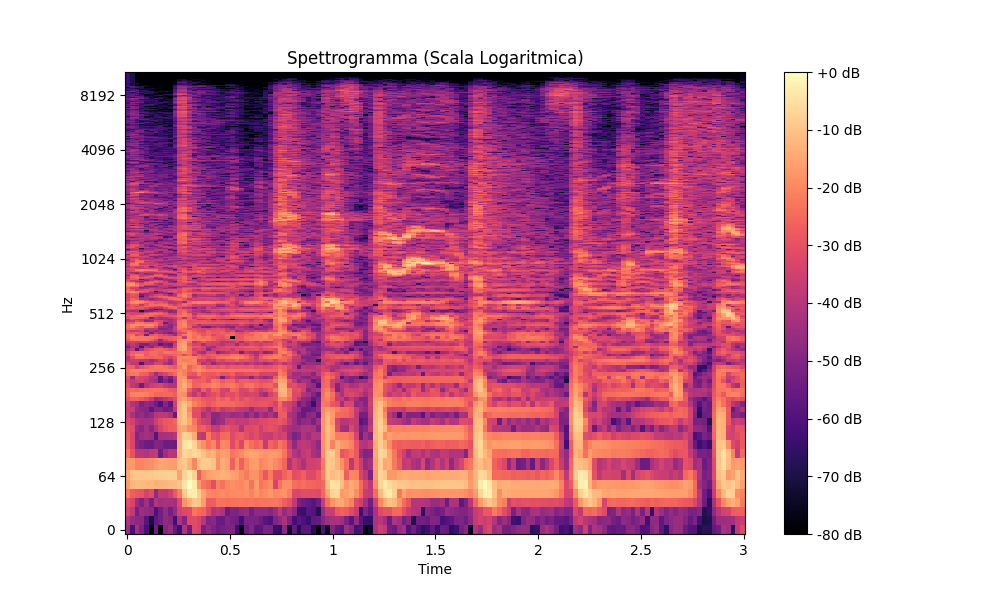 Spettrogramma (Scala Logaritmica)
8192
4096
2048
1024
512
256
128
64
0
Hz
0
0.5
1
1.5
2
2.5
3
Time
+0 dB
-10 dB
-20 dB
-30 dB
-40 dB
-50 dB
-60 dB
-70 dB
-80 dB